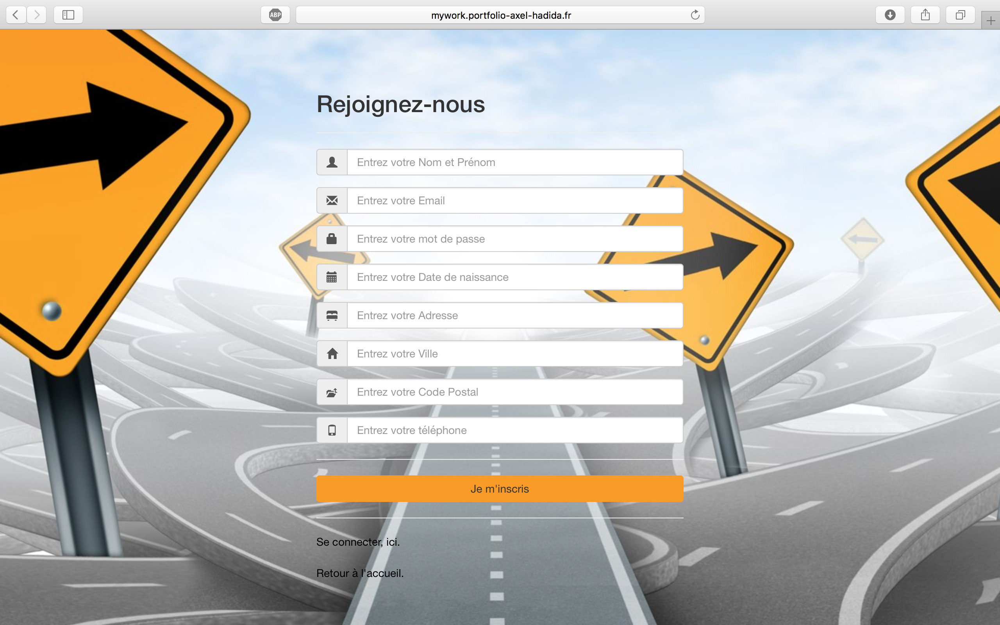 ABP
mywork.portfolio-axel-hadida.fr
Rejoignez-nous
Entrez votre Nom et Prénom
Entrez votre Email
Entrez votre mot de passe
Entrez votre Date de naissance
Entrez votre Adresse
Entrez votre Ville
Entrez votre Code Postal
Entrez votre téléphone
Je m'inscris
Se connecter, ici.
Retour à l'accueil.